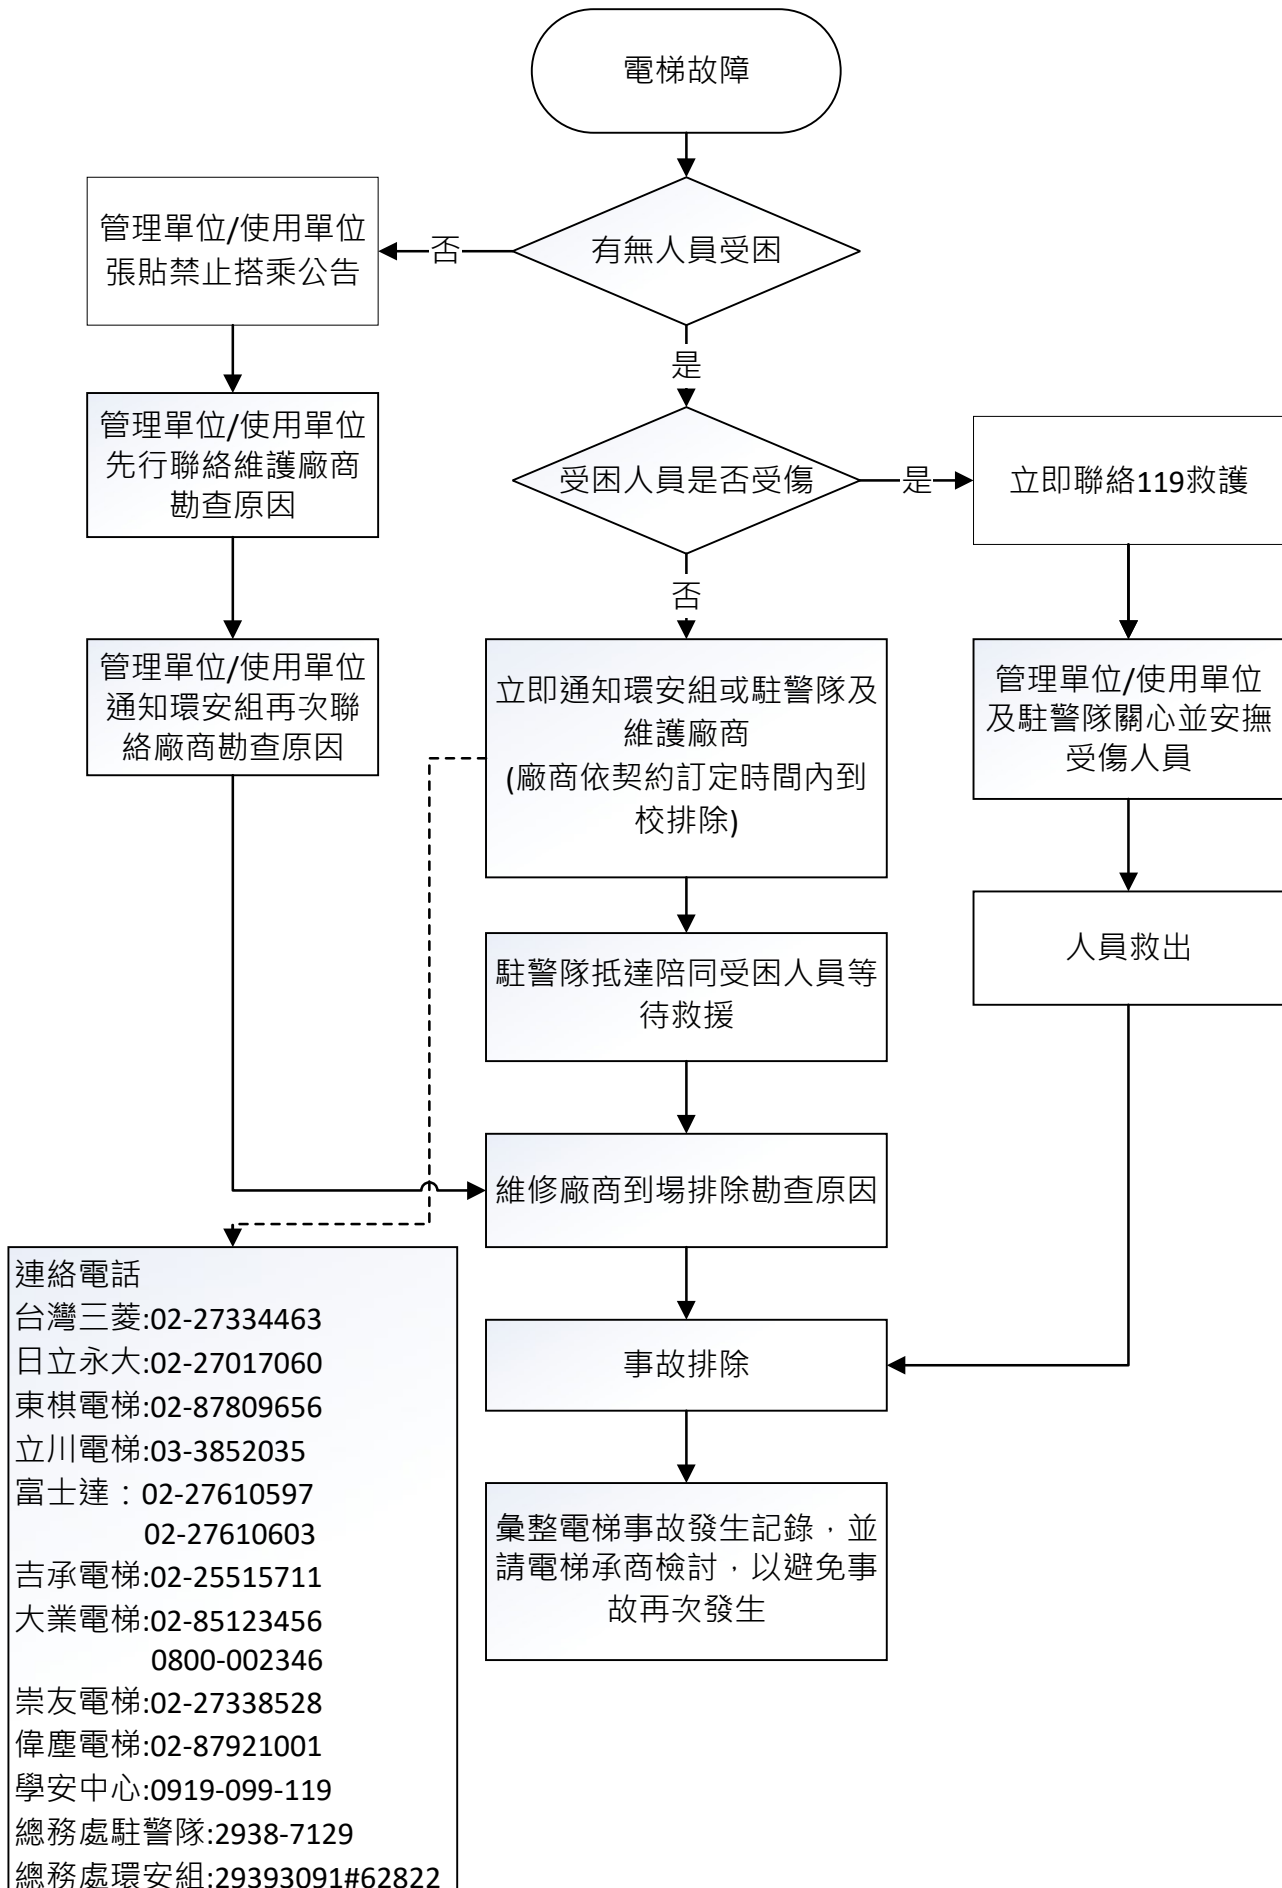 電梯故障
有無人員受困
否
管理單位/使用單位
張貼禁止搭乘公告
是
管理單位/使用單位
先行聯絡維護廠商
勘查原因
受困人員是否受傷
是
立即聯絡119救護
否
管理單位/使用單位
通知環安組再次聯
絡廠商勘查原因
立即通知環安組或駐警隊及
維護廠商
(廠商依契約訂定時間內到
校排除)
管理單位/使用單位
及駐警隊關心並安撫
受傷人員
駐警隊抵達陪同受困人員等
待救援
人員救出
維修廠商到場排除勘查原因
事故排除
彙整電梯事故發生記錄，並
請電梯承商檢討，以避免事
故再次發生
連絡電話
台灣三菱:02-27334463
日立永大:02-27017060
東棋電梯:02-87809656
立川電梯:03-3852035
富士達：02-27610597
02-27610603
吉承電梯:02-25515711
大業電梯:02-85123456
0800-002346
崇友電梯:02-27338528
偉塵電梯:02-87921001
學安中心:0919-099-119
總務處駐警隊:2938-7129
總務處環安組:29393091#62822